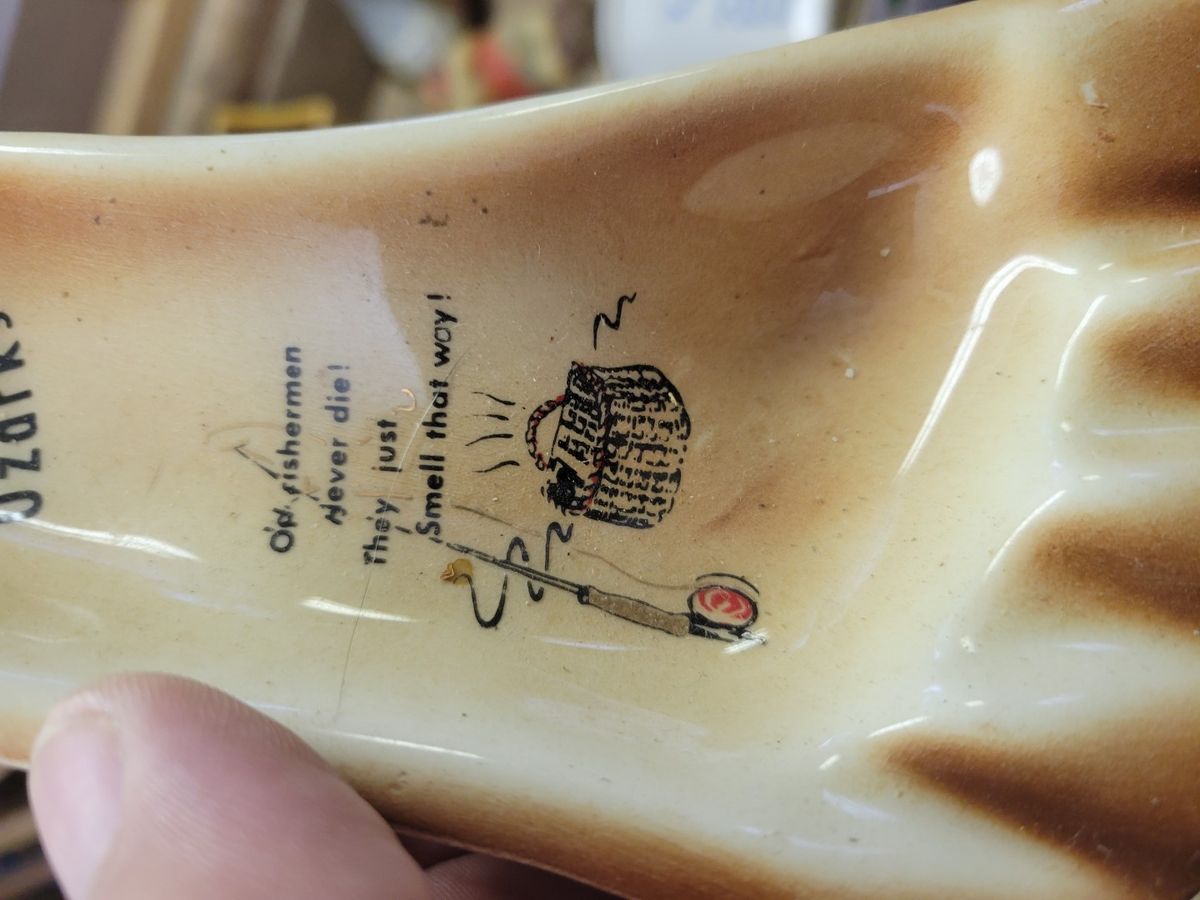 Ozarks
Old fishermen
Never die!
They just
Smell that way!